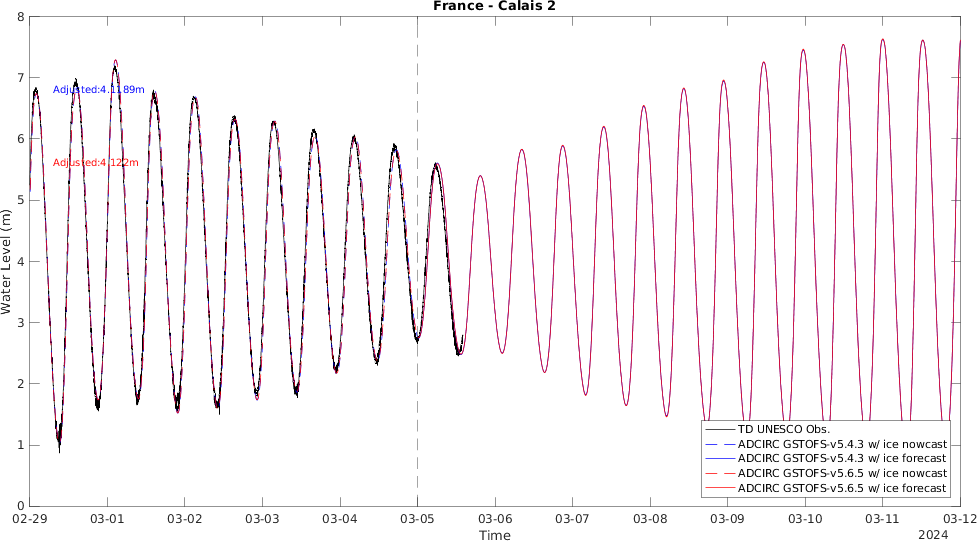 France - Calais 2
8
7
6
5
4
3
2
1
0
Water Level (m)
Adjusted:4.1189m
Adjusted:4.122m
TD UNESCO Obs.
ADCIRC GSTOFS-v5.4.3 w/ ice nowcast
ADCIRC GSTOFS-v5.4.3 w/ ice forecast
ADCIRC GSTOFS-v5.6.5 w/ ice nowcast
ADCIRC GSTOFS-v5.6.5 w/ ice forecast
02-29 03-01 03-02 03-03 03-04 03-05 03-06 03-07 03-08 03-09 03-10 03-11 03-12
Time
2024